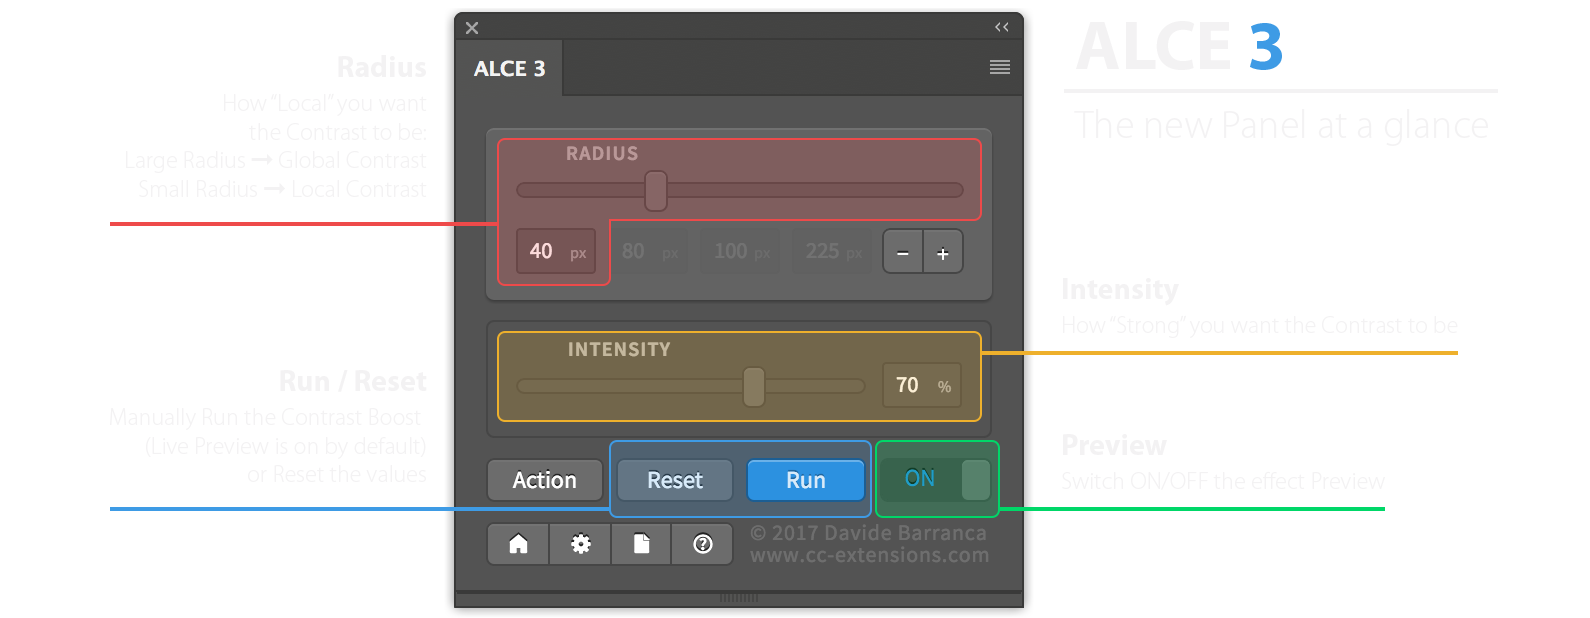 ALCE 3
The new Panel at a glance
Radius
How “Local” you want
the Contrast to be:
Large Radius ➞ Global Contrast
Small Radius ➞ Local Contrast
Run / Reset
Manually Run the Contrast Boost
(Live Preview is on by default)
or Reset the values
ALCE 3
RADIUS
40 px 80 px 100 px 225 px − +
INTENSITY
70 %
Action Reset Run ON
© 2017 Davide Barranca
www.cc-extensions.com
Intensity
How “Strong” you want the Contrast to be
Preview
Switch ON/OFF the effect Preview